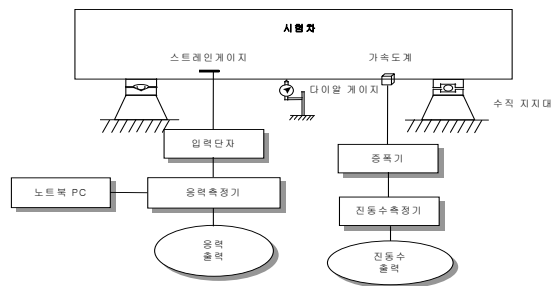 시험차
스트레인게이지
가속도계
다이알 게이지
수직 지지대
입력단자
증폭기
노트북 PC
응력측정기
진동수측정기
응력
출력
진동수
출력